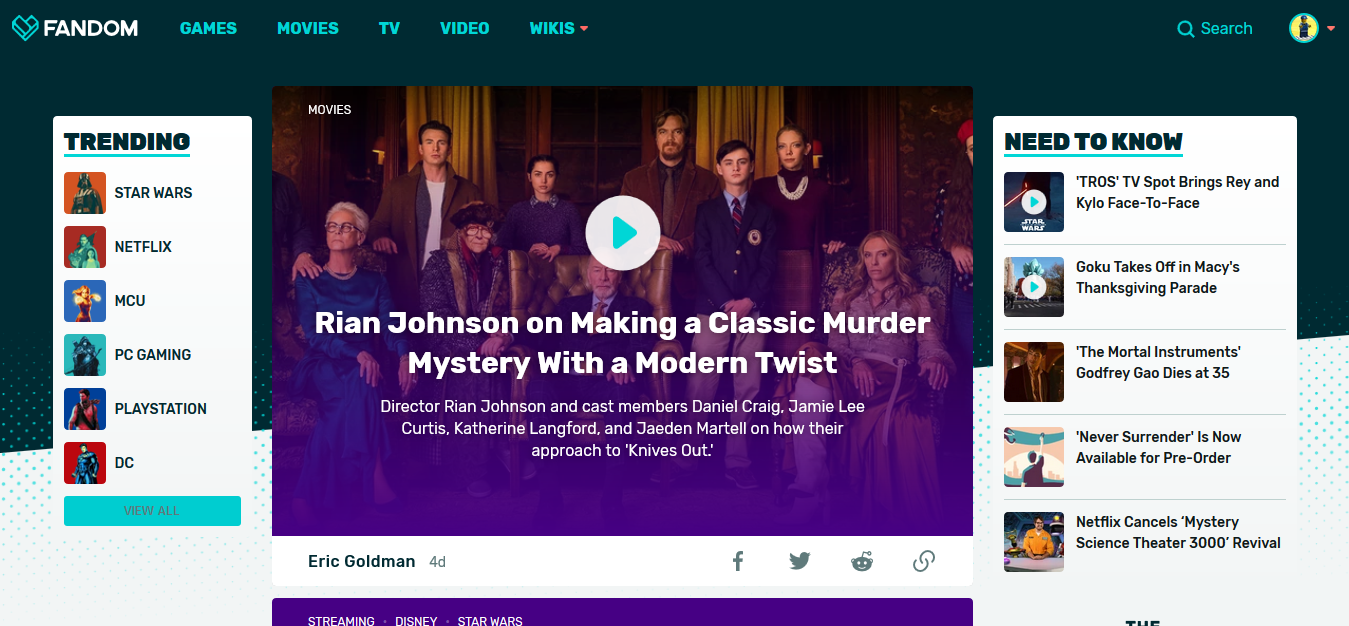 FANDOM
GAMES
MOVIES
TV
VIDEO
WIKIS
Search
TRENDING
STAR WARS
NETFLIX
MCU
PC GAMING
PLAYSTATION
DC
VIEW ALL
MOVIES
Rian Johnson on Making a Classic Murder
Mystery With a Modern Twist
Director Rian Johnson and cast members Daniel Craig, Jamie Lee
Curtis, Katherine Langford, and Jaeden Martell on how their
approach to 'Knives Out.'
Eric Goldman 4d
STREAMING · DISNEY · STAR WARS
NEED TO KNOW
STAR
WARS
'TROS' TV Spot Brings Rey and
Kylo Face-To-Face
Goku Takes Off in Macy's
Thanksgiving Parade
'The Mortal Instruments'
Godfrey Gao Dies at 35
'Never Surrender' Is Now
Available for Pre-Order
Netflix Cancels ‘Mystery
Science Theater 3000’ Revival
THE